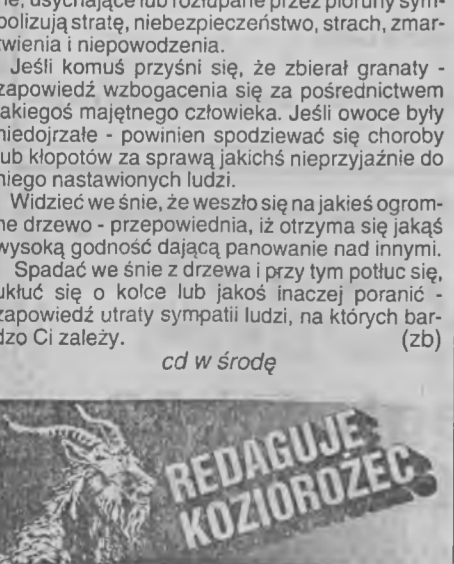 ne, usychające lub rozłupane przez pioruny sym-
bolizują stratę, niebezpieczeństwo, strach, zmar-
twienia i niepowodzenia.
Jeśli komuś przyśni się, że zbierał granaty -
zapowiedź wzbogacenia się za pośrednictwem
jakiegoś majętnego człowieka. Jeśli owoce były
niedojrzałe - powinien spodziewać się choroby
lub kłopotów za sprawą jakichś nieprzyjaźnie do
niego nastawionych ludzi.
Widzieć we śnie, że weszło się na jakieś ogrom-
ne drzewo - przepowiednia, iż otrzyma się jakąś
wysoką godność dającą panowanie nad innymi.
Spadać we śnie z drzewa i przy tym potłuc się,
ukłuć się o kolce lub jakoś inaczej poranić -
zapowiedź utraty sympatii ludzi, na których bar-
dzo Ci zależy. (zb)
cd w środę
REDAGUJE
KOZIOROŻEC